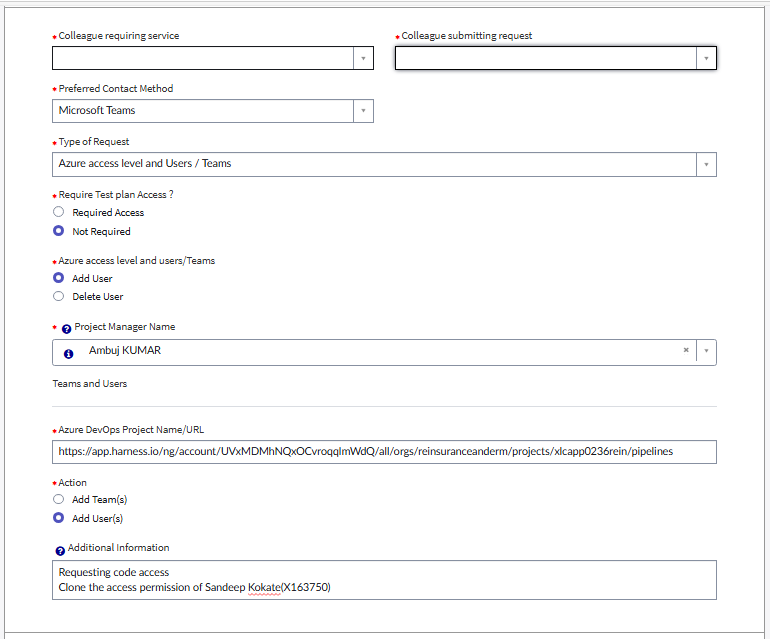 * Colleague requiring service
* Colleague submitting request
* Preferred Contact Method
Microsoft Teams
* Type of Request
Azure access level and Users / Teams
* Require Test plan Access ?
Required Access
Not Required
* Azure access level and users/Teams
Add User
Delete User
* Project Manager Name
Ambuj KUMAR
Teams and Users
* Azure DevOps Project Name/URL
https://app.harness.io/ng/account/UVxMDMhNQxOCvroqqlmWdQ/all/orgs/reinsuranceanderm/projects/xlcapp0236rein/pipelines
* Action
Add Team(s)
Add User(s)
Additional Information
Requesting code access
Clone the access permission of Sandeep Kokate(X163750)